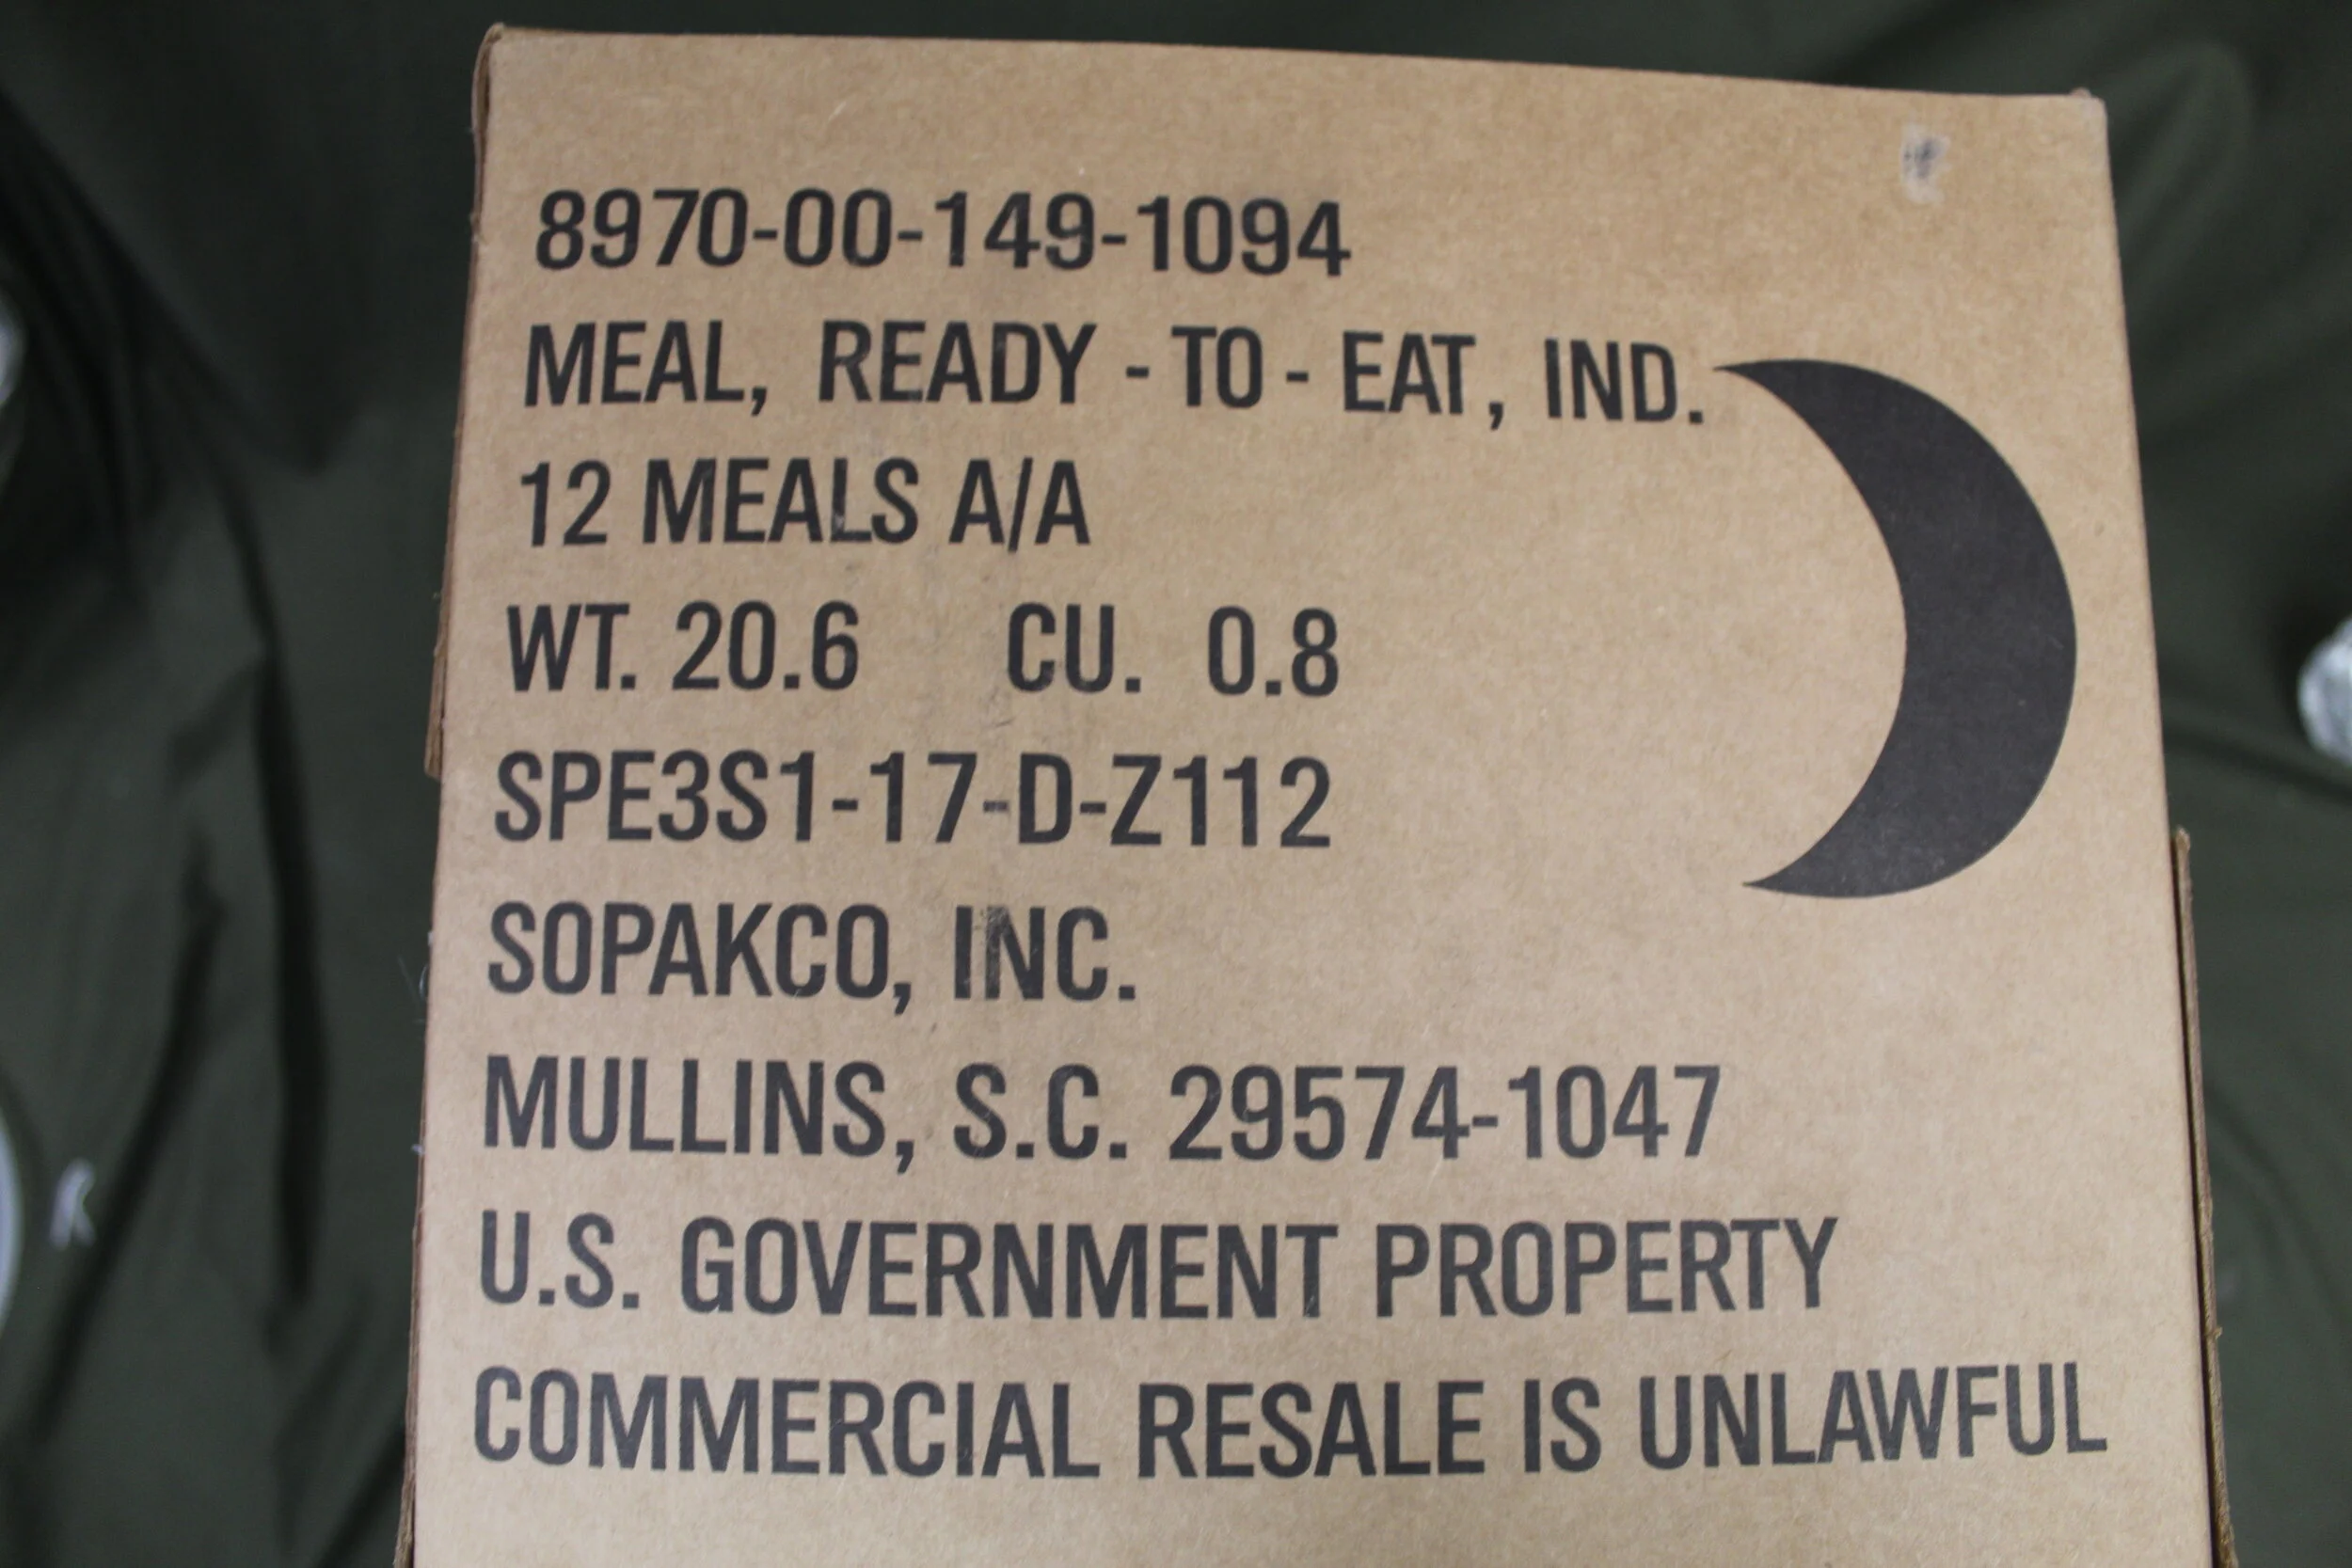 8970-00-149-1094
MEAL, READY - TO - EAT, IND.
12 MEALS A/A
WT. 20.6 CU. 0.8
SPE3S1-17-D-Z112
SOPAKCO, INC.
MULLINS, S.C. 29574-1047
U.S. GOVERNMENT PROPERTY
COMMERCIAL RESALE IS UNLAWFUL